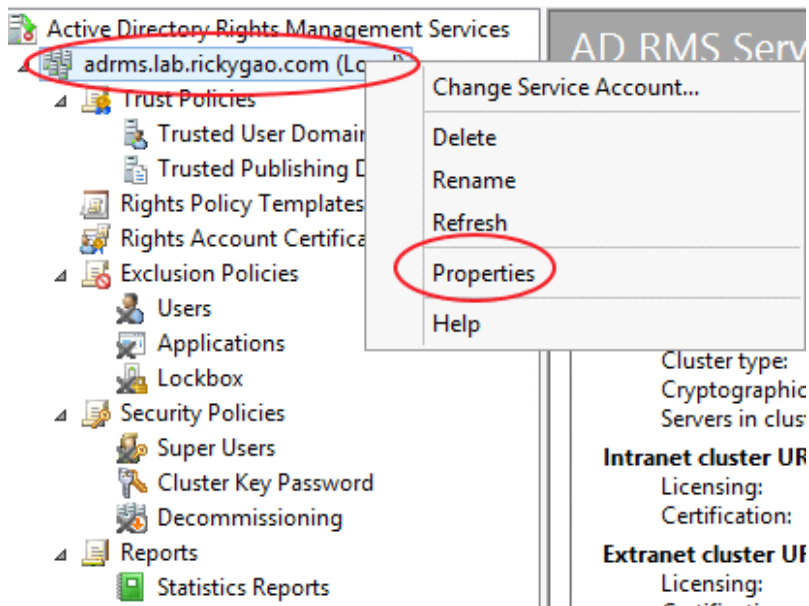 Active Directory Rights Management Services
AD RMS Serv
adrms.lab.rickygao.com (Local)
Change Service Account...
Trust Policies
Trusted User Domain
Delete
Trusted Publishing D
Rename
Rights Policy Templates
Refresh
Rights Account Certifica
Exclusion Policies
Properties
Users
Help
Applications
Cluster type:
Lockbox
Cryptographic
Servers in clust
Security Policies
Super Users
Intranet cluster UR
Cluster Key Password
Licensing:
Decommissioning
Certification:
Reports
Extranet cluster UR
Statistics Reports
Licensing: